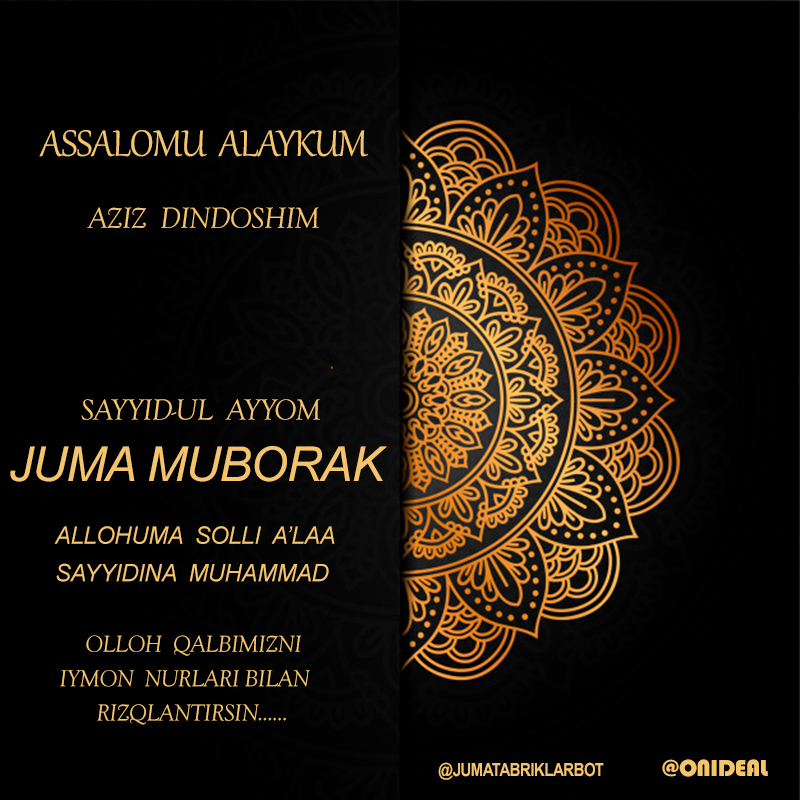 ASSALOMU ALAYKUM
AZIZ DINDOSHIM
SAYYID-UL AYYOM
JUMA MUBORAK
ALLOHUMA SOLLI A'LAA
SAYYIDINA MUHAMMAD
OLLOH QALBIMIZNI
IYMON NURLARI BILAN
RIZQLANTIRSIN......
@JUMATABRIKLARBOT
@ONIDEAL